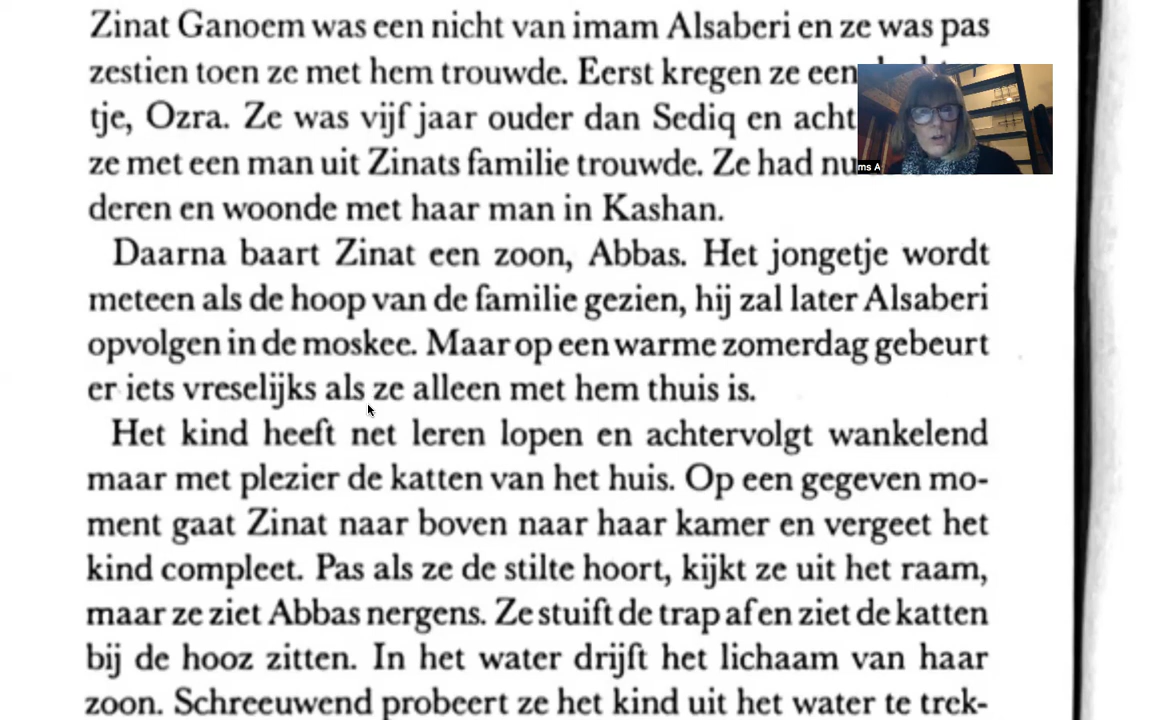 Zinat Ganoem was een nicht van imam Alsaberi en ze was pas
zestien toen ze met hem trouwde. Eerst kregen ze een
tje, Ozra. Ze was vijf jaar ouder dan Sediq en acht
ze met een man uit Zinats familie trouwde. Ze had nu
deren en woonde met haar man in Kashan.
Daarna baart Zinat een zoon, Abbas. Het jongetje wordt
meteen als de hoop van de familie gezien, hij zal later Alsaberi
opvolgen in de moskee. Maar op een warme zomerdag gebeurt
er iets vreselijks als ze alleen met hem thuis is.
Het kind heeft net leren lopen en achtervolgt wankelend
maar met plezier de katten van het huis. Op een gegeven mo-
ment gaat Zinat naar boven naar haar kamer en vergeet het
kind compleet. Pas als ze de stilte hoort, kijkt ze uit het raam,
maar ze ziet Abbas nergens. Ze stuift de trap af en ziet de katten
bij de hooz zitten. In het water drijft het lichaam van haar
zoon. Schreeuwend probeert ze het kind uit het water te trek-
ms A